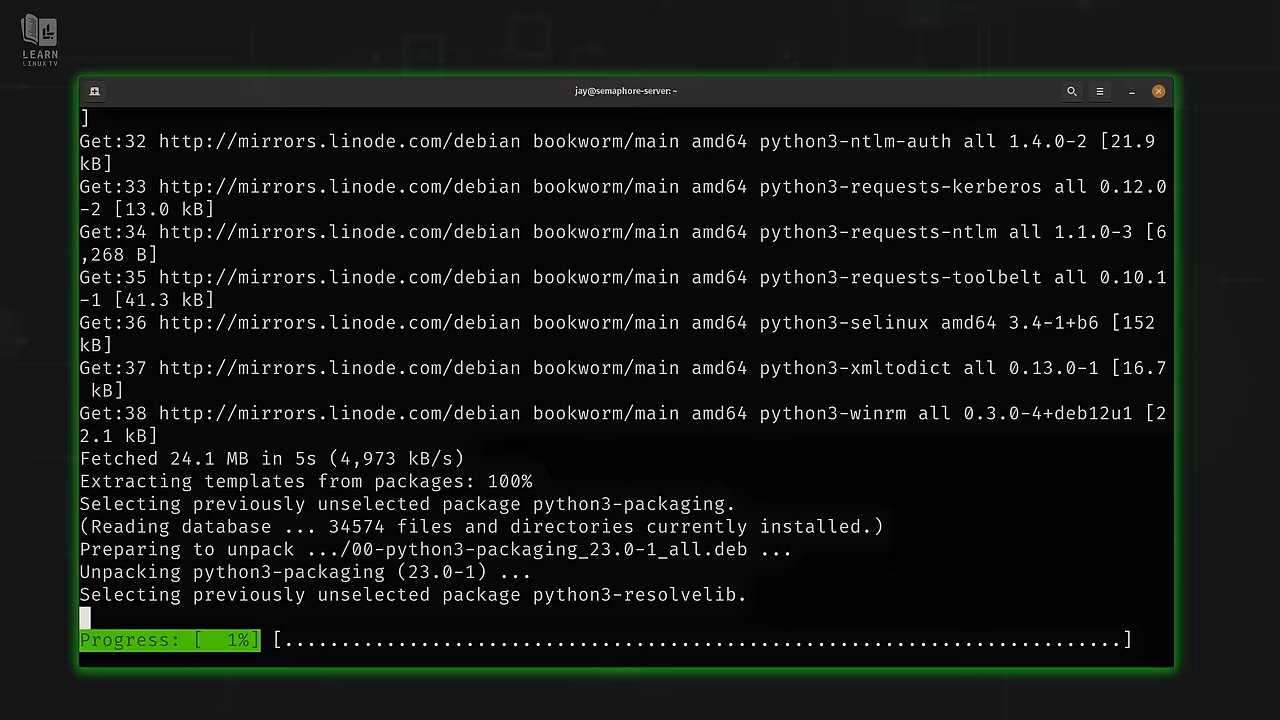 LEARN
LINUX TV
jay@semaphore-server:~
]
Get:32 http://mirrors.linode.com/debian bookworm/main amd64 python3-ntlm-auth all 1.4.0-2 [21.9
kB]
Get:33 http://mirrors.linode.com/debian bookworm/main amd64 python3-requests-kerberos all 0.12.0
-2 [13.0 kB]
Get:34 http://mirrors.linode.com/debian bookworm/main amd64 python3-requests-ntlm all 1.1.0-3 [6
,268 B]
Get:35 http://mirrors.linode.com/debian bookworm/main amd64 python3-requests-toolbelt all 0.10.1
-1 [41.3 kB]
Get:36 http://mirrors.linode.com/debian bookworm/main amd64 python3-selinux amd64 3.4-1+b6 [152
kB]
Get:37 http://mirrors.linode.com/debian bookworm/main amd64 python3-xmltodict all 0.13.0-1 [16.7
 kB]
Get:38 http://mirrors.linode.com/debian bookworm/main amd64 python3-winrm all 0.3.0-4+deb12u1 [2
2.1 kB]
Fetched 24.1 MB in 5s (4,973 kB/s)
Extracting templates from packages: 100%
Selecting previously unselected package python3-packaging.
(Reading database ... 34574 files and directories currently installed.)
Preparing to unpack .../00-python3-packaging_23.0-1_all.deb ...
Unpacking python3-packaging (23.0-1) ...
Selecting previously unselected package python3-resolvelib.
Progress: [  1%] [..........................................................................]